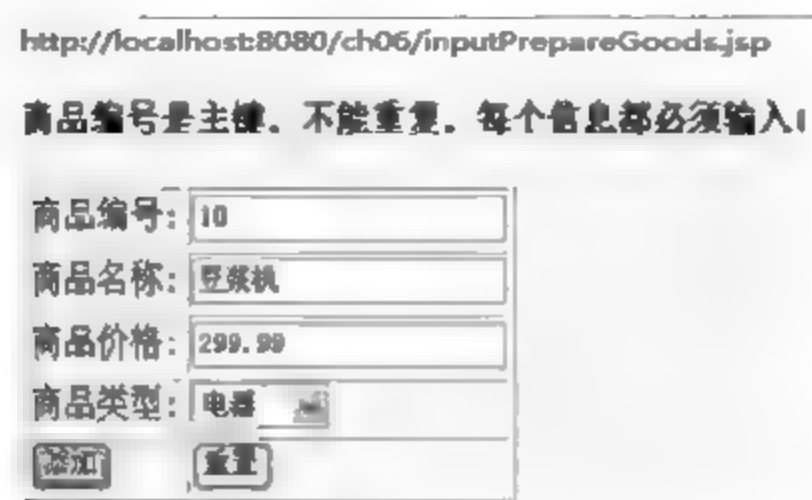 http://localhost:8080/ch06/inputPrepareGoods.jsp
商品编号是主键，不能重复，每个信息都必须输入！
商品编号： 10
商品名称： 豆浆机
商品价格： 299.99
商品类型： 电器
添加 重置